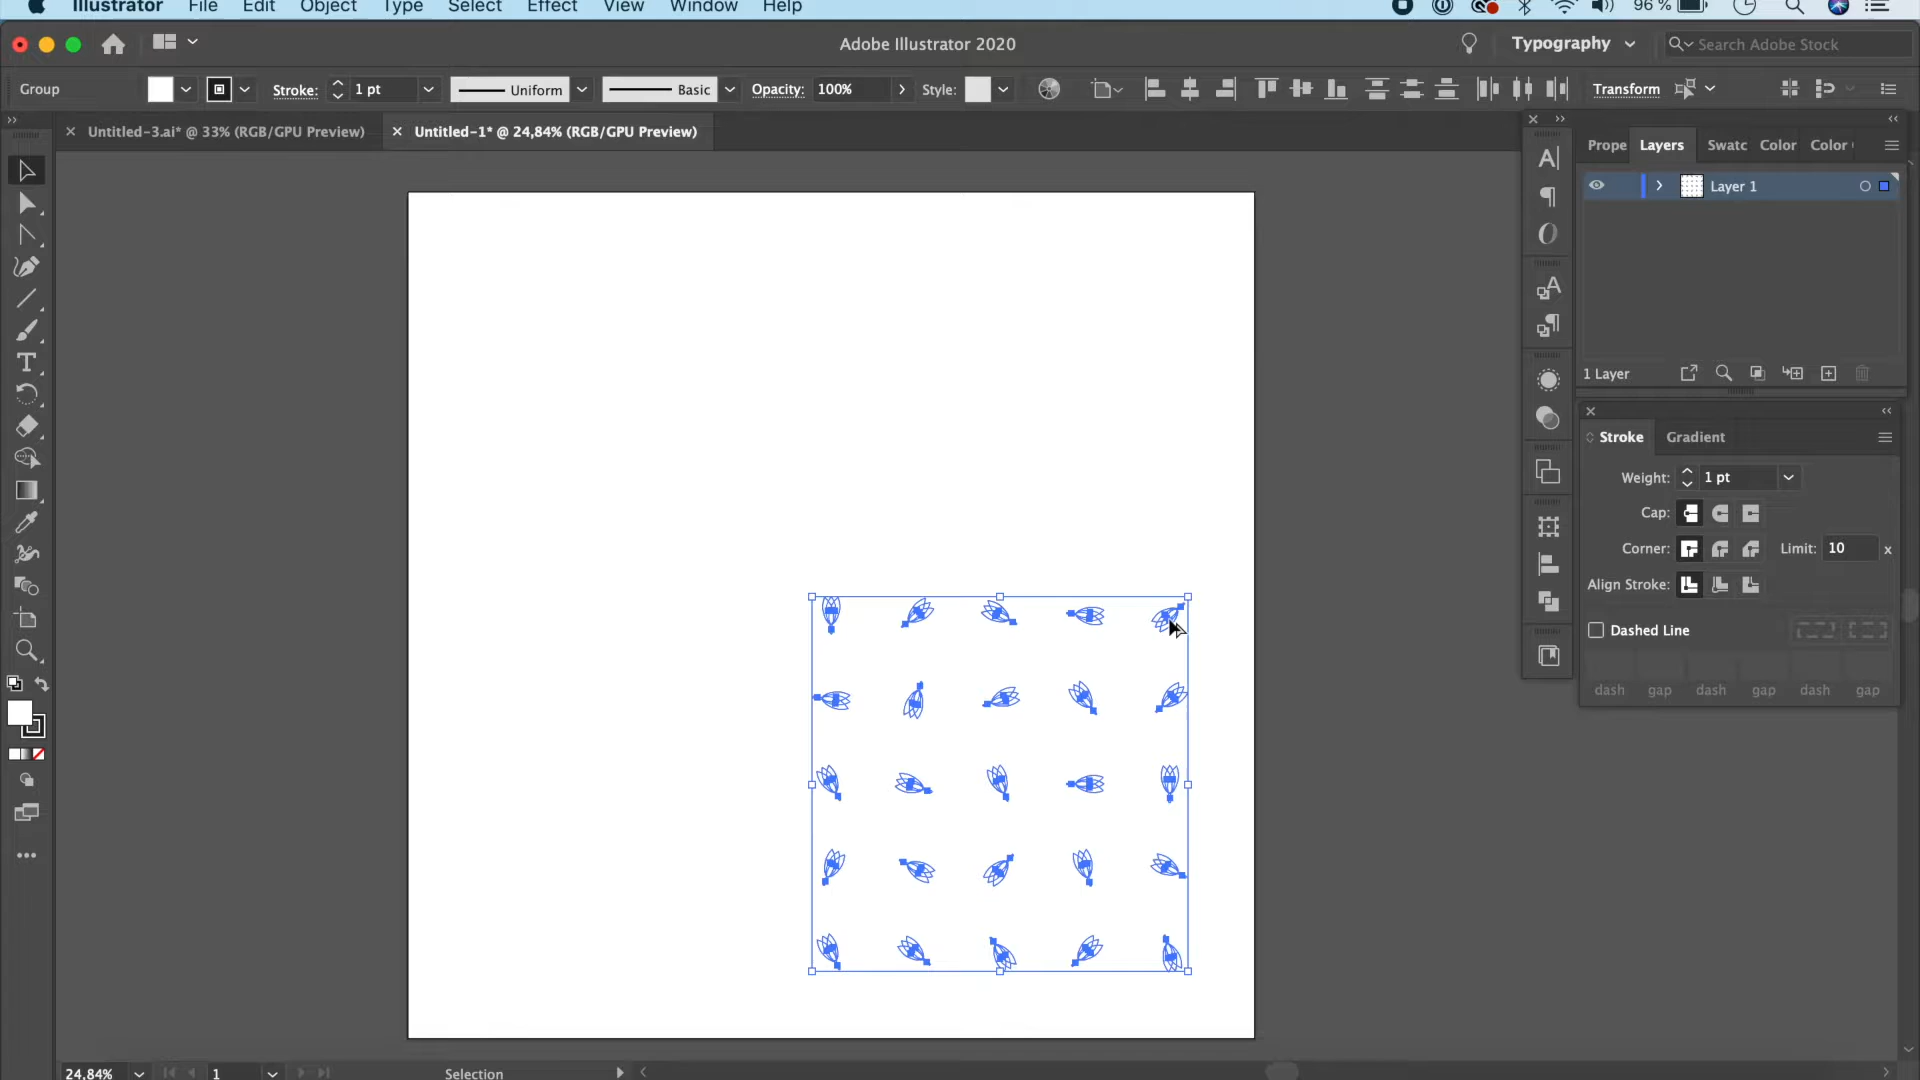 Illustrator File Edit Object Type Select Effect View Window Help 96 %
Adobe Illustrator 2020 Typography Search Adobe Stock
Group Stroke: 1 pt Uniform Basic Opacity: 100% Style: Transform
Untitled-3.ai* @ 33% (RGB/GPU Preview) Untitled-1* @ 24,84% (RGB/GPU Preview)
Prope Layers Swatc Color Color
Layer 1
1 Layer
Stroke Gradient
Weight: 1 pt
Cap:
Corner: Limit: 10 x
Align Stroke:
Dashed Line
dash gap dash gap dash gap
24,84% 1 Selection